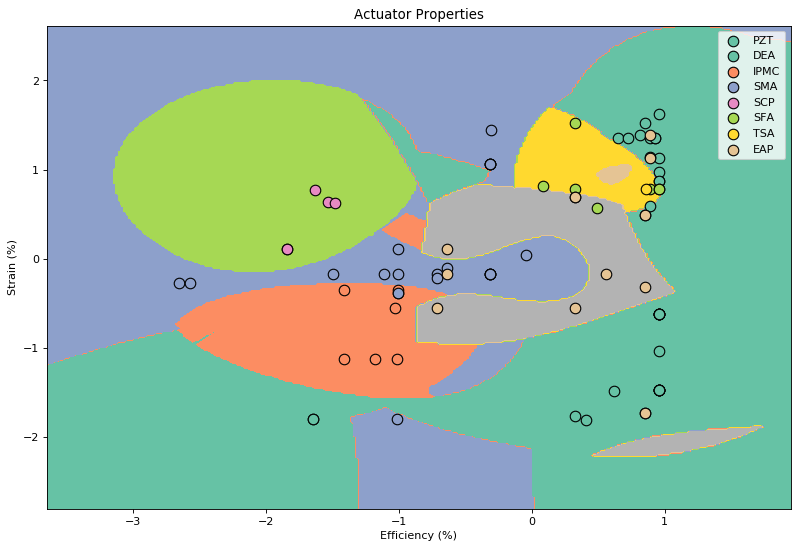 Actuator Properties
PZT
DEA
IPMC
SMA
SCP
SFA
TSA
EAP
Strain (%)
2
1
0
−1
−2
−3 −2 −1 0 1
Efficiency (%)